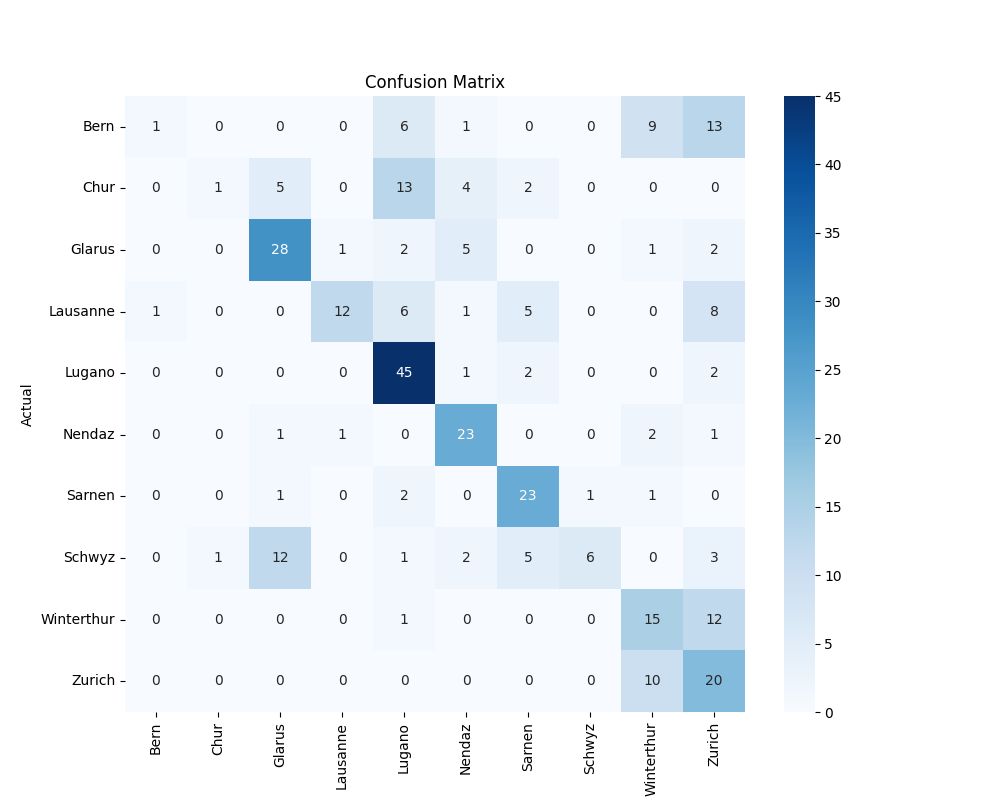 Confusion Matrix
Actual
Bern 1 0 0 0 6 1 0 0 9 13
Chur 0 1 5 0 13 4 2 0 0 0
Glarus 0 0 28 1 2 5 0 0 1 2
Lausanne 1 0 0 12 6 1 5 0 0 8
Lugano 0 0 0 0 45 1 2 0 0 2
Nendaz 0 0 1 1 0 23 0 0 2 1
Sarnen 0 0 1 0 2 0 23 1 1 0
Schwyz 0 1 12 0 1 2 5 6 0 3
Winterthur 0 0 0 0 1 0 0 0 15 12
Zurich 0 0 0 0 0 0 0 0 10 20
Bern Chur Glarus Lausanne Lugano Nendaz Sarnen Schwyz Winterthur Zurich
45
40
35
30
25
20
15
10
5
0